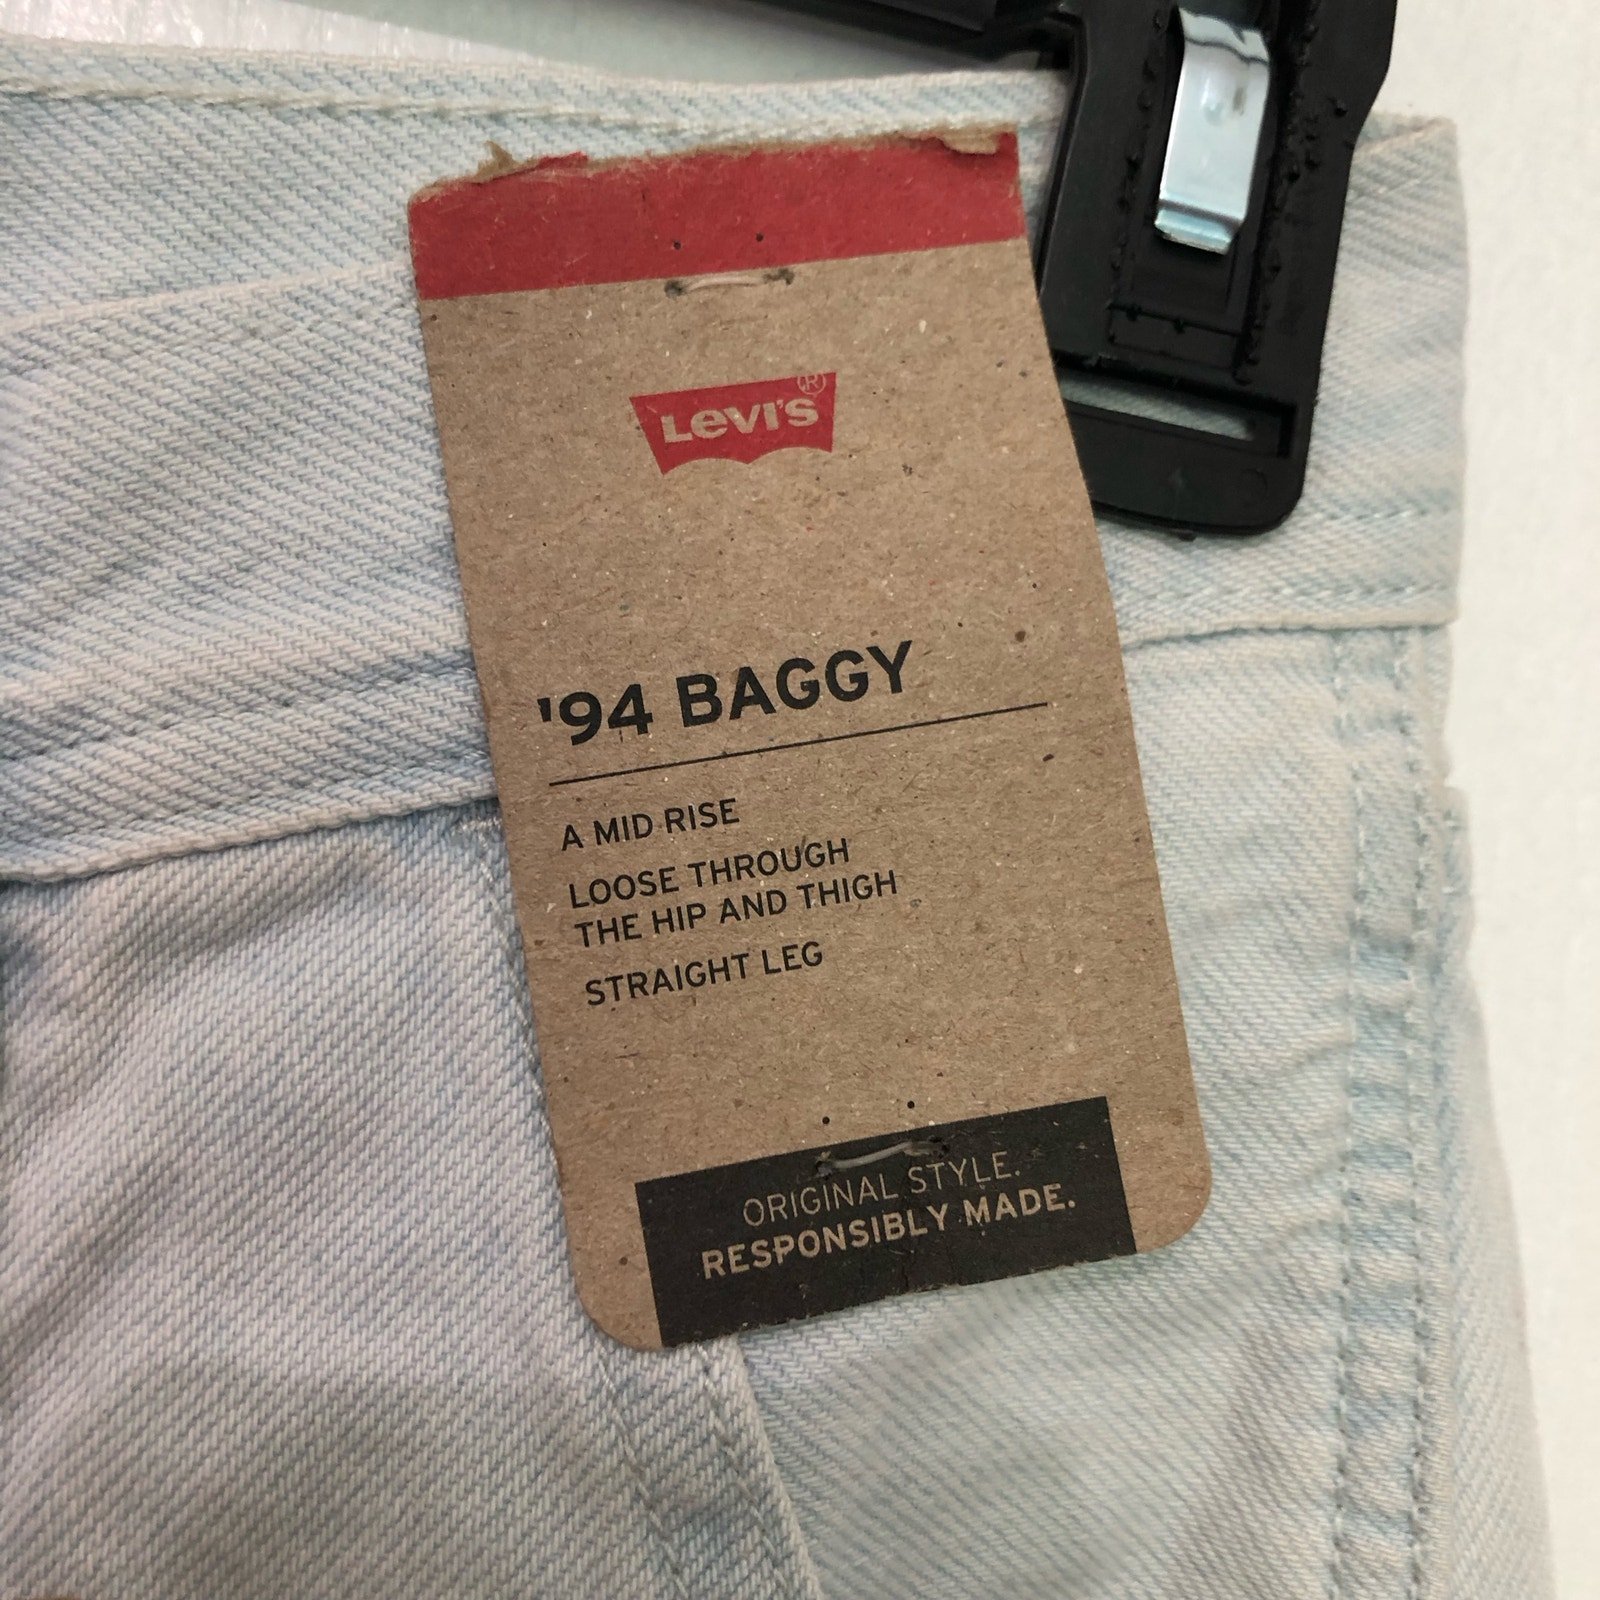 Levi's®
'94 BAGGY
A MID RISE
LOOSE THROUGH
THE HIP AND THIGH
STRAIGHT LEG
ORIGINAL STYLE.
RESPONSIBLY MADE.